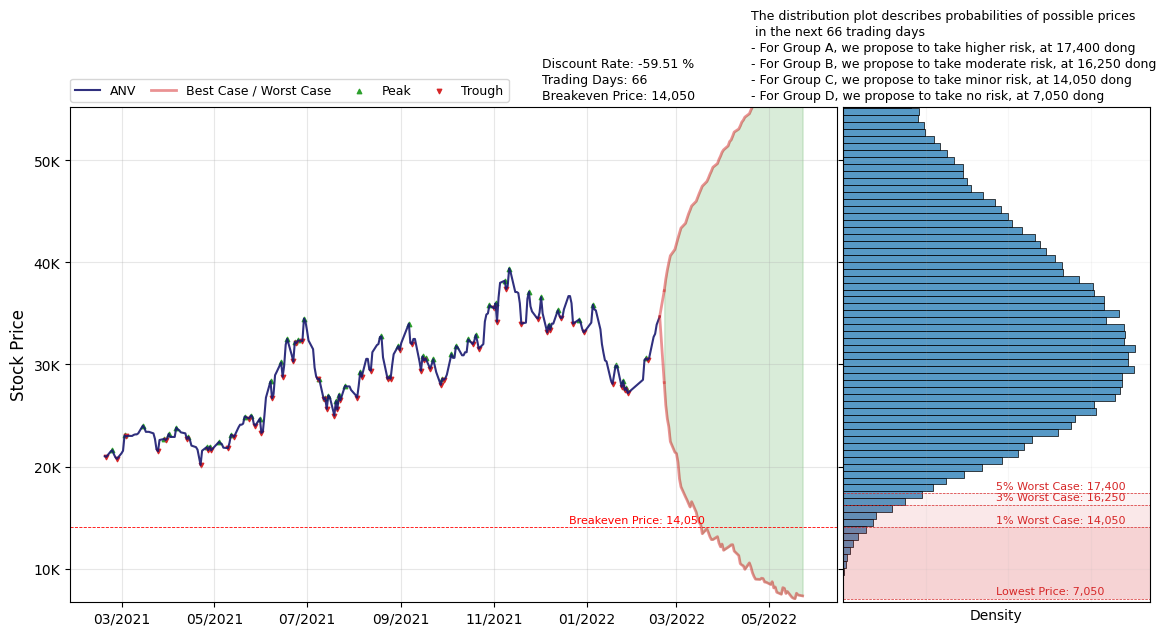 The distribution plot describes probabilities of possible prices
in the next 66 trading days
- For Group A, we propose to take higher risk, at 17,400 dong
- For Group B, we propose to take moderate risk, at 16,250 dong
- For Group C, we propose to take minor risk, at 14,050 dong
- For Group D, we propose to take no risk, at 7,050 dong
Discount Rate: -59.51 %
Trading Days: 66
Breakeven Price: 14,050
ANV Best Case / Worst Case Peak Trough
Stock Price
50K
40K
30K
20K
10K
Breakeven Price: 14,050
03/2021 05/2021 07/2021 09/2021 11/2021 01/2022 03/2022 05/2022
5% Worst Case: 17,400
3% Worst Case: 16,250
1% Worst Case: 14,050
Lowest Price: 7,050
Density